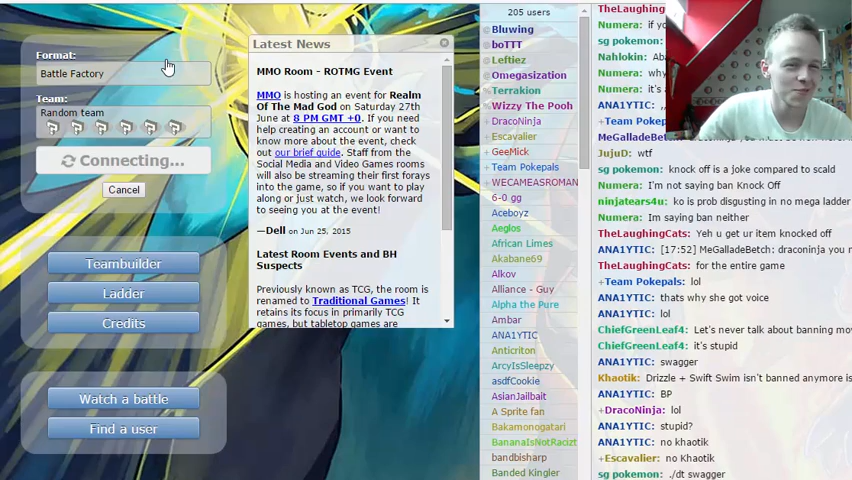 Format:
Battle Factory
Team:
Random team
Connecting...
Cancel
Teambuilder
Ladder
Credits
Watch a battle
Find a user
Latest News
MMO Room - ROTMG Event
MMO is hosting an event for Realm
Of The Mad God on Saturday 27th
June at 8 PM GMT +0. If you need
help creating an account or want to
know more about the event, check
out our brief guide. Staff from the
Social Media and Video Games rooms
will also be streaming their first forays
into the game, so if you want to play
along or just watch, we look forward
to seeing you at the event!
—Dell on Jun 25, 2015
Latest Room Events and BH
Suspects
Previously known as TCG, the room is
renamed to Traditional Games! It
retains its focus in primarily TCG
games, but tabletop games are
205 users
@Bluwing
@boTTT
@Leftiez
@Omegasization
%Terrakion
%Wizzy The Pooh
+DracoNinja
+Escavalier
+GeeMick
+Team Pokepals
+WECAMEASROMAN
6-0 gg
Aceboyz
Aeglos
African Limes
Akabane69
Alkov
Alliance - Guy
Alpha the Pure
Ambar
ANA1YTIC
Anticriton
ArcyIsSleepzy
asdfCookie
AsianJailbait
A Sprite fan
Bakamonogatari
BananaIsNotRacizt
bandbisharp
Banded Kingler
TheLaughing
Numera: if yo
sg pokemon:
Nahlokin: Aba
Numera: why
Numera: its
ANA1YTIC: ,,
+Team Pokep
MeGalladeBetch:
JujuD: wtf
sg pokemon: knock off is a joke compared to scald
Numera: I'm not saying ban Knock Off
ninjatears4u: ko is prob disgusting in no mega ladder
Numera: Im saying ban neither
TheLaughingCats: Yeh u get ur item knocked off
ANA1YTIC: [17:52] MeGalladeBetch: draconinja you m
TheLaughingCats: for the entire game
+Team Pokepals: lol
ANA1YTIC: thats why she got voice
ANA1YTIC: lol
ChiefGreenLeaf4: Let's never talk about banning mov
ChiefGreenLeaf4: it's stupid
ANA1YTIC: swagger
Khaotik: Drizzle + Swift Swim isn't banned anymore is
ANA1YTIC: BP
+DracoNinja: lol
ANA1YTIC: stupid?
ANA1YTIC: no khaotik
+Escavalier: no khaotik
sg pokemon: ./dt swagger